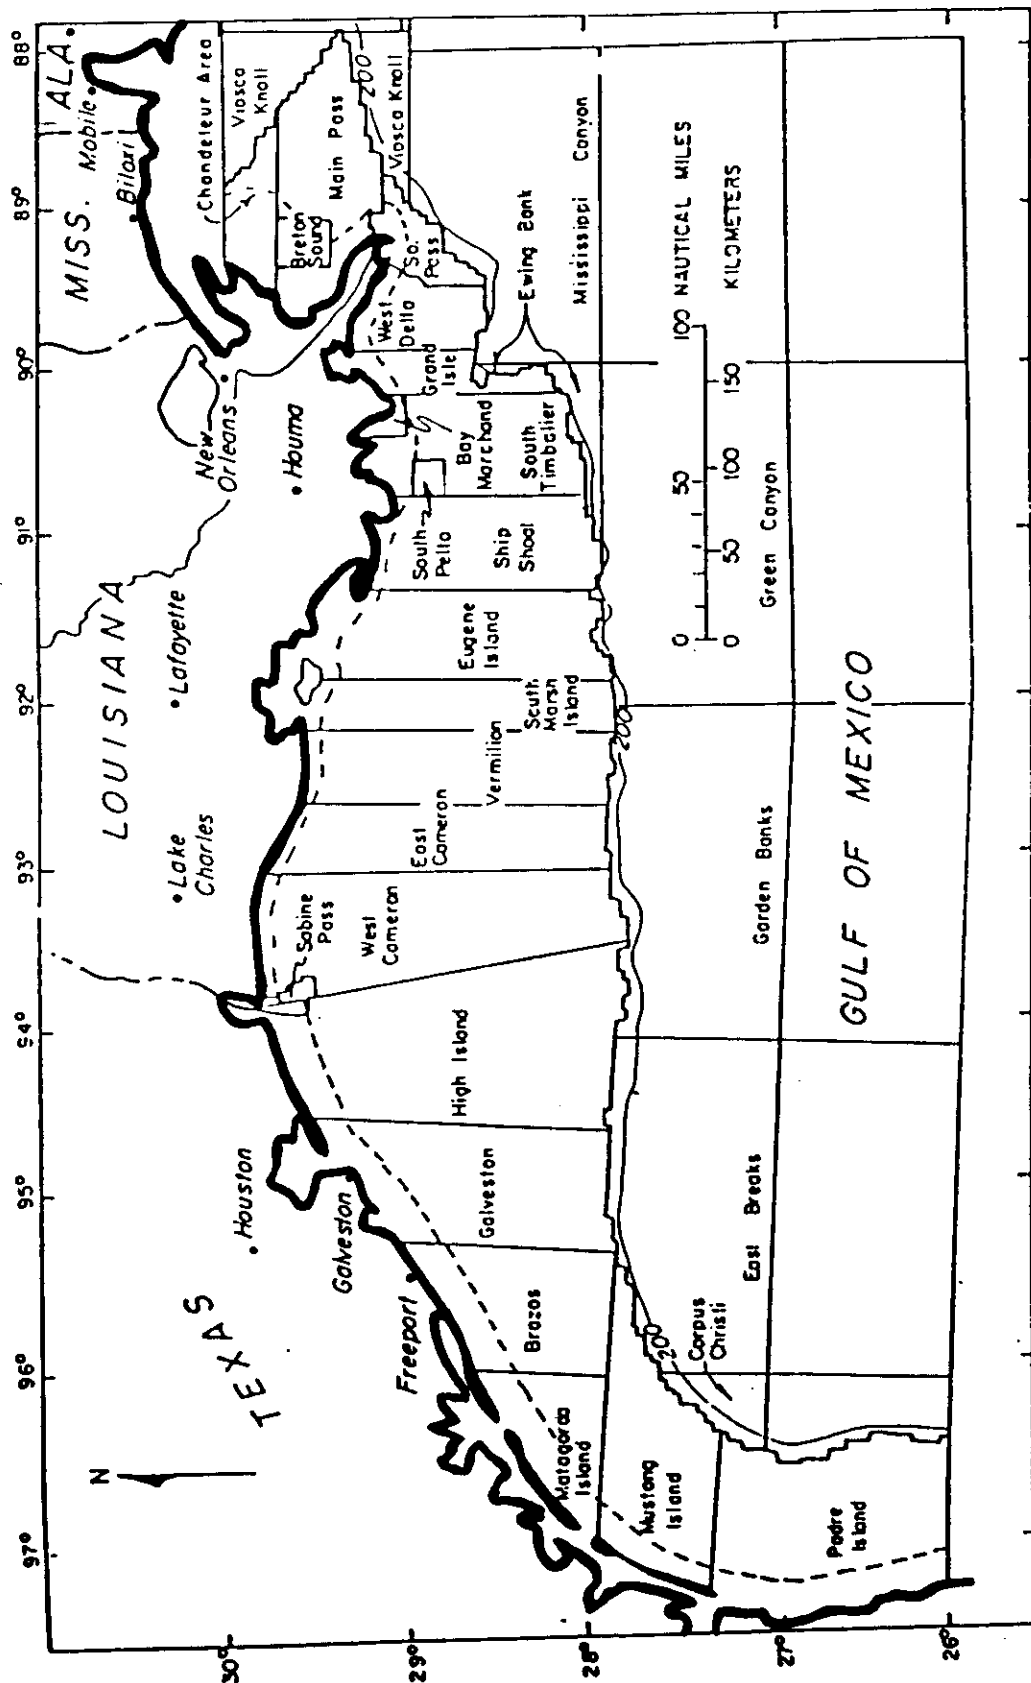 97°
96°
95°
94°
93°
92°
91°
90°
89°
88°
30°
29°
28°
27°
26°
N
TEXAS
LOUISIANA
MISS.
ALA.
Houston
Galveston
Freeport
Lake
Charles
Lafayette
Houma
New
Orleans
Biloxi
Mobile
Chandeleur Area
Viosca
Knoll
Breton
Sound
Main Pass
200
Viosca Knoll
So.
Pass
West
Delta
Grand
Isle
Bay
Marchand
South
Timbalier
South
Pelto
Ship
Shoal
Eugene
Island
South
Marsh
Island
Vermilion
East
Cameron
West
Cameron
Sabine
Pass
High Island
Galveston
Brazos
Matagorda
Island
Mustang
Island
Padre
Island
Corpus
Christi
200
200
Ewing Bank
Mississippi Canyon
Green Canyon
Garden Banks
East Breaks
GULF OF MEXICO
0 50 100 NAUTICAL MILES
0 50 100 150 KILOMETERS